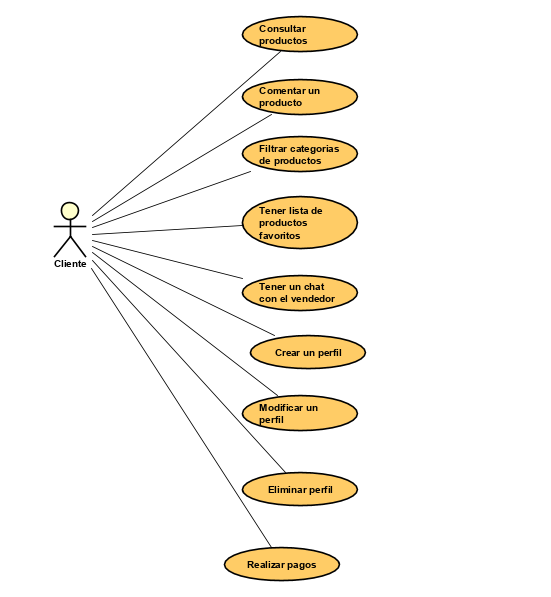 Consultar
productos
Comentar un
producto
Filtrar categorias
de productos
Tener lista de
productos
favoritos
Cliente
Tener un chat
con el vendedor
Crear un perfil
Modificar un
perfil
Eliminar perfil
Realizar pagos